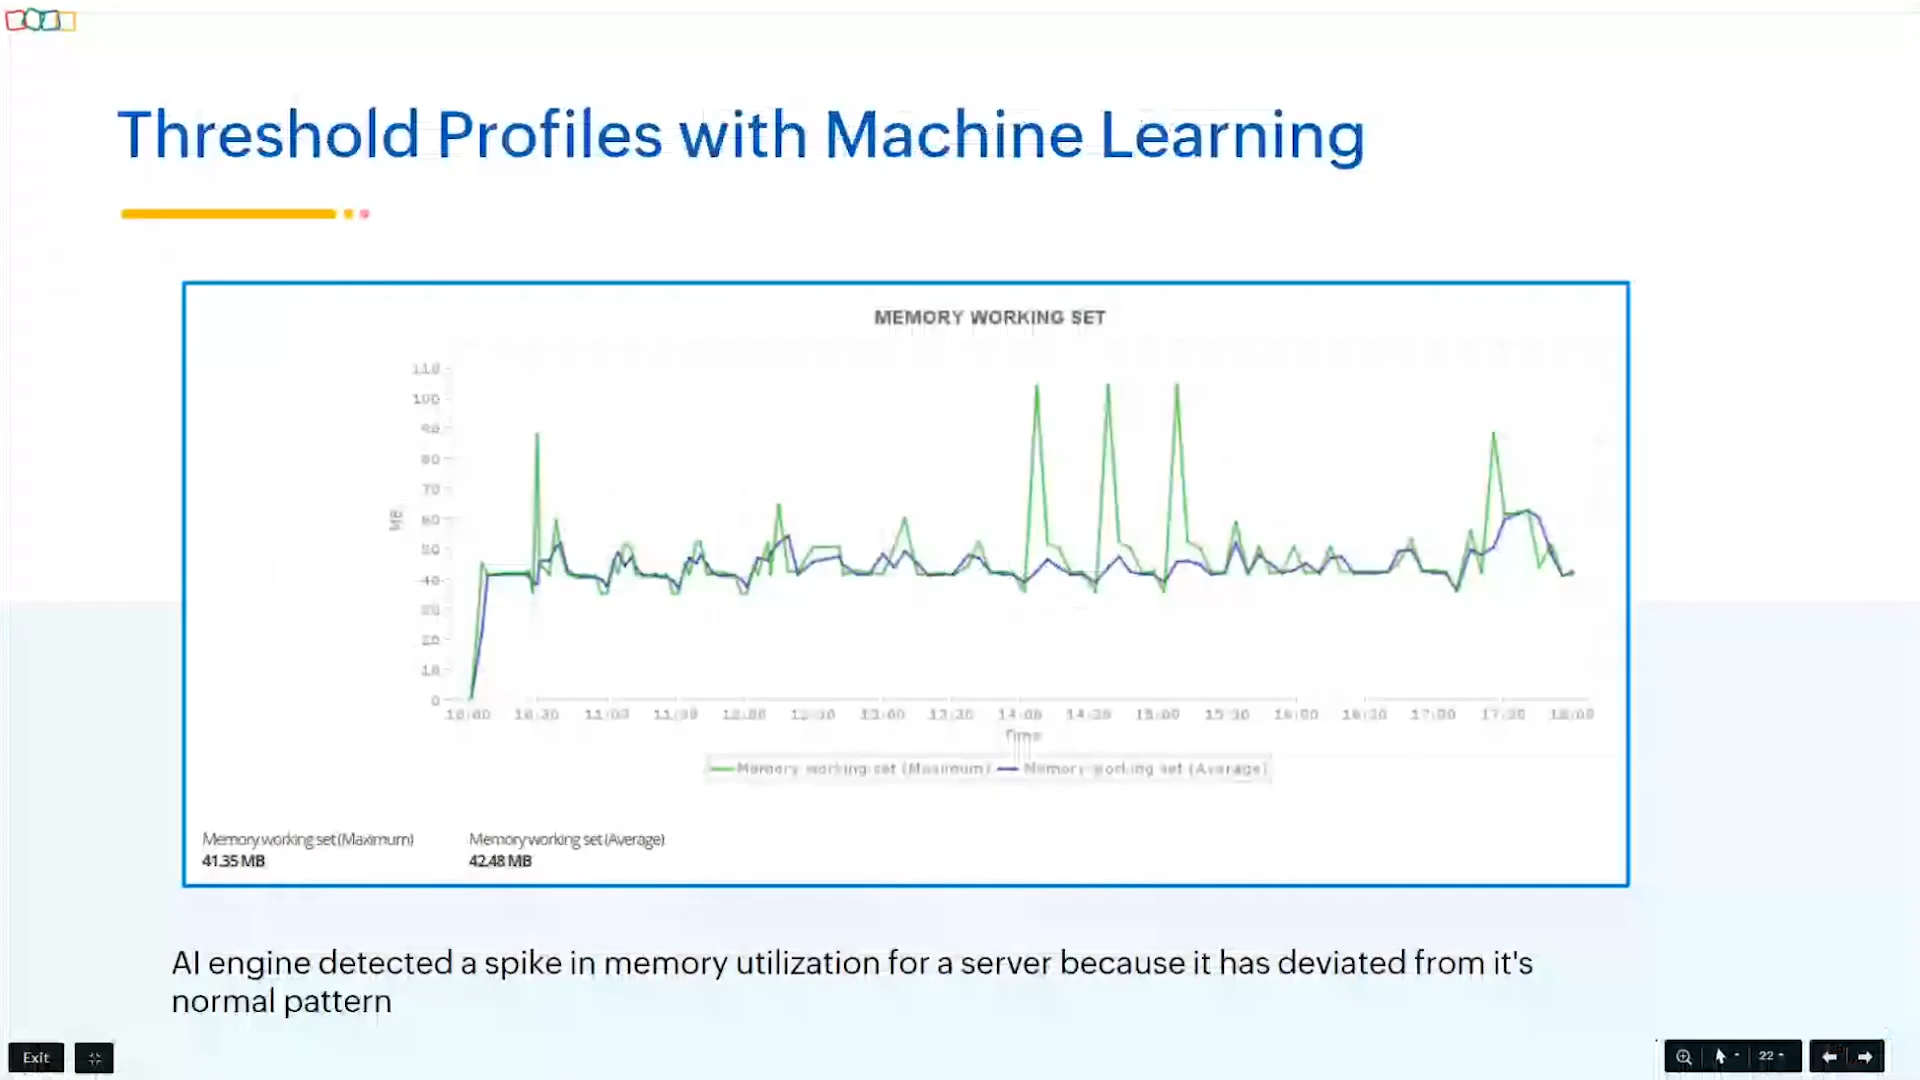 Threshold Profiles with Machine Learning
MEMORY WORKING SET
110
100
90
80
70
60
50
40
20
10
0
MB
10:00 10:30 11:00 11:30 12:00 12:30 13:00 13:30 14:00 14:30 15:00 15:30 16:00 16:30 17:00 17:30 18:00
Time
Memory working set (Maximum) Memory working set (Average)
Memory working set (Maximum) Memory working set (Average)
41.35 MB 42.48 MB
AI engine detected a spike in memory utilization for a server because it has deviated from it's
normal pattern
Exit 22